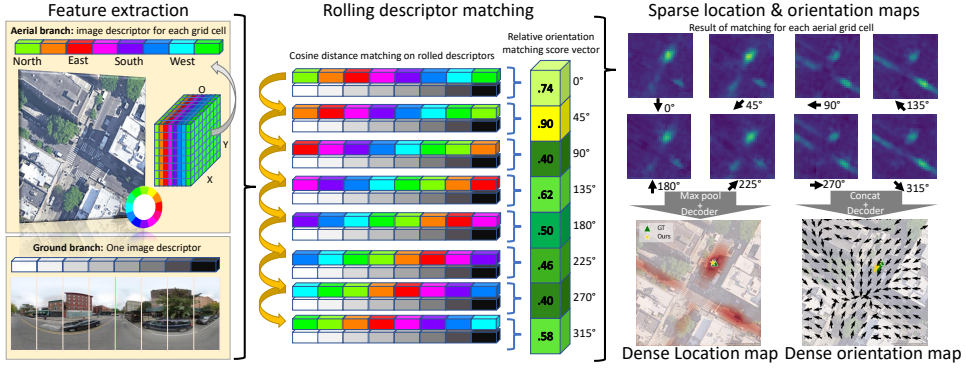 Feature extraction
Aerial branch: image descriptor for each grid cell
North
East
South
West
O
Y
X
Ground branch: One image descriptor
Rolling descriptor matching
Cosine distance matching on rolled descriptors
Relative orientation
matching score vector
.74
0°
.90
45°
.40
90°
.62
135°
.50
180°
.46
225°
.40
270°
.58
315°
Sparse location & orientation maps
Result of matching for each aerial grid cell
0°
45°
90°
135°
180°
225°
270°
315°
Max pool
+
Decoder
Concat
+
Decoder
GT
Ours
Dense Location map
Dense orientation map